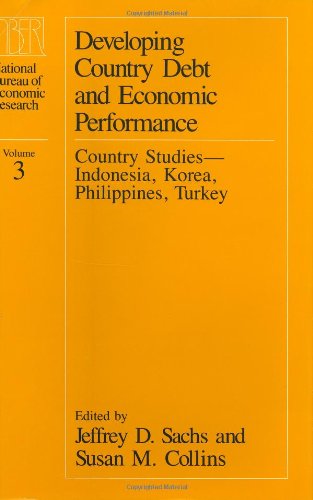 NBER
National
Bureau of
Economic
Research
Volume
3
Developing
Country Debt
and Economic
Performance
Country Studies—
Indonesia, Korea,
Philippines, Turkey
Edited by
Jeffrey D. Sachs and
Susan M. Collins